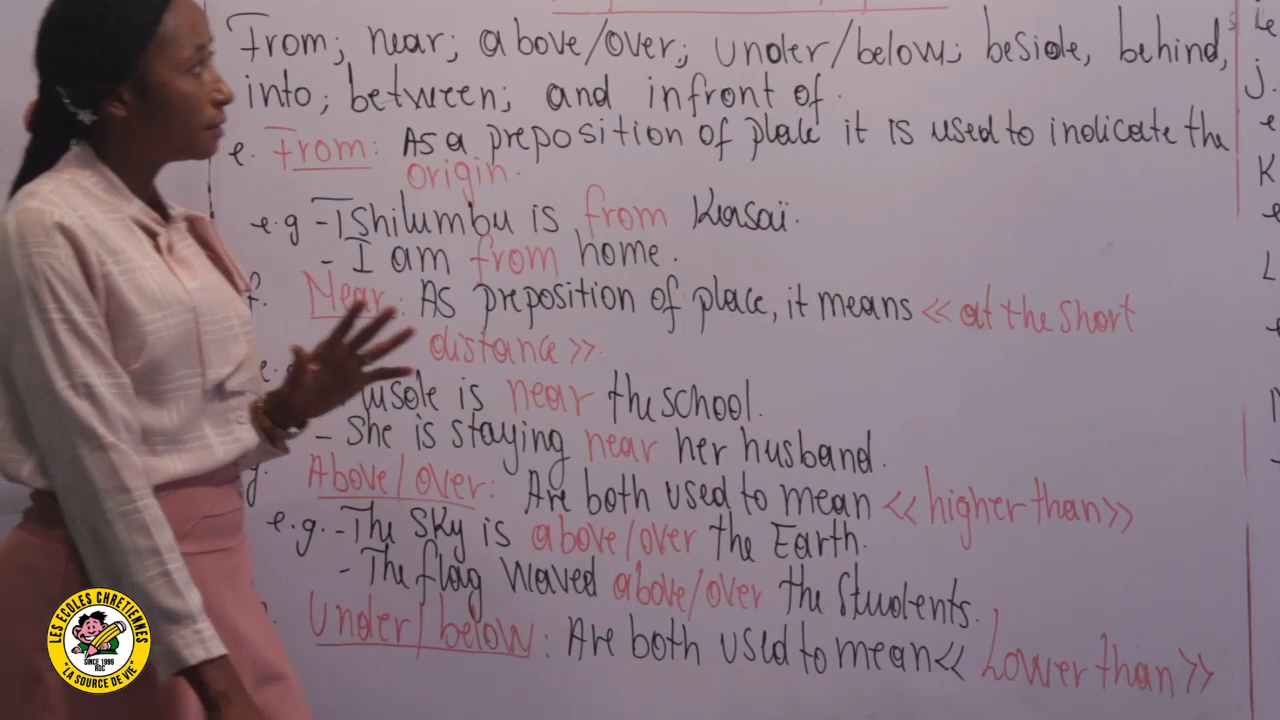 From; near; above/over; under/below; beside, behind,
into; between; and infront of.
e. From: As a preposition of place it is used to indicate the
origin.
e.g - Tshilumbu is from Kasaï.
- I am from home.
f. Near: As preposition of place, it means << at the short
distance >>
is near the school.
- She is staying near her husband.
g. Above/over: Are both used to mean << higher than >>
e.g. - The Sky is above/over the Earth.
- The flag waved above/over the students.
Under/below: Are both used to mean << Lower than >>
LES ECOLES CHRETIENNES
SINCE 1999
RDC
"LA SOURCE DE VIE"
Le
j.
e
K
e
L